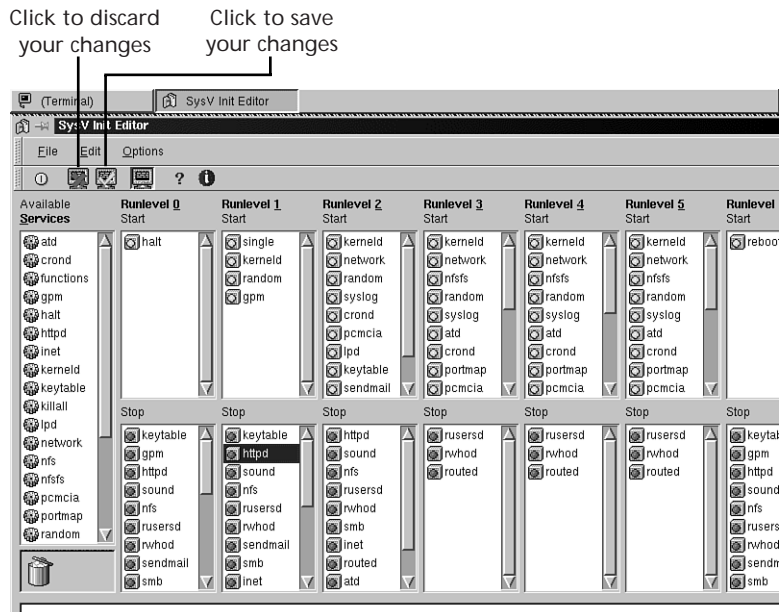 Click to discard
your changes
Click to save
your changes
(Terminal)
SysV Init Editor
SysV Init Editor
File Edit Options
?
Available
Services
atd
crond
functions
gpm
halt
httpd
inet
kerneld
keytable
killall
lpd
network
nfs
nfsfs
pcmcia
portmap
random
Runlevel 0
Start
halt
Stop
keytable
gpm
httpd
sound
nfs
rusersd
rwhod
sendmail
smb
Runlevel 1
Start
single
kerneld
random
gpm
Stop
keytable
httpd
sound
nfs
rusersd
rwhod
sendmail
smb
inet
Runlevel 2
Start
kerneld
network
random
syslog
crond
pcmcia
lpd
keytable
sendmail
Stop
httpd
sound
nfs
rusersd
rwhod
smb
inet
routed
atd
Runlevel 3
Start
kerneld
network
nfsfs
random
syslog
atd
crond
portmap
pcmcia
Stop
rusersd
rwhod
routed
Runlevel 4
Start
kerneld
network
nfsfs
random
syslog
atd
crond
portmap
pcmcia
Stop
rusersd
rwhod
routed
Runlevel 5
Start
kerneld
network
nfsfs
random
syslog
atd
crond
portmap
pcmcia
Stop
rusersd
rwhod
routed
Runlevel
Start
reboot
Stop
keytab
gpm
httpd
sound
nfs
rusers
rwhod
sendm
smb